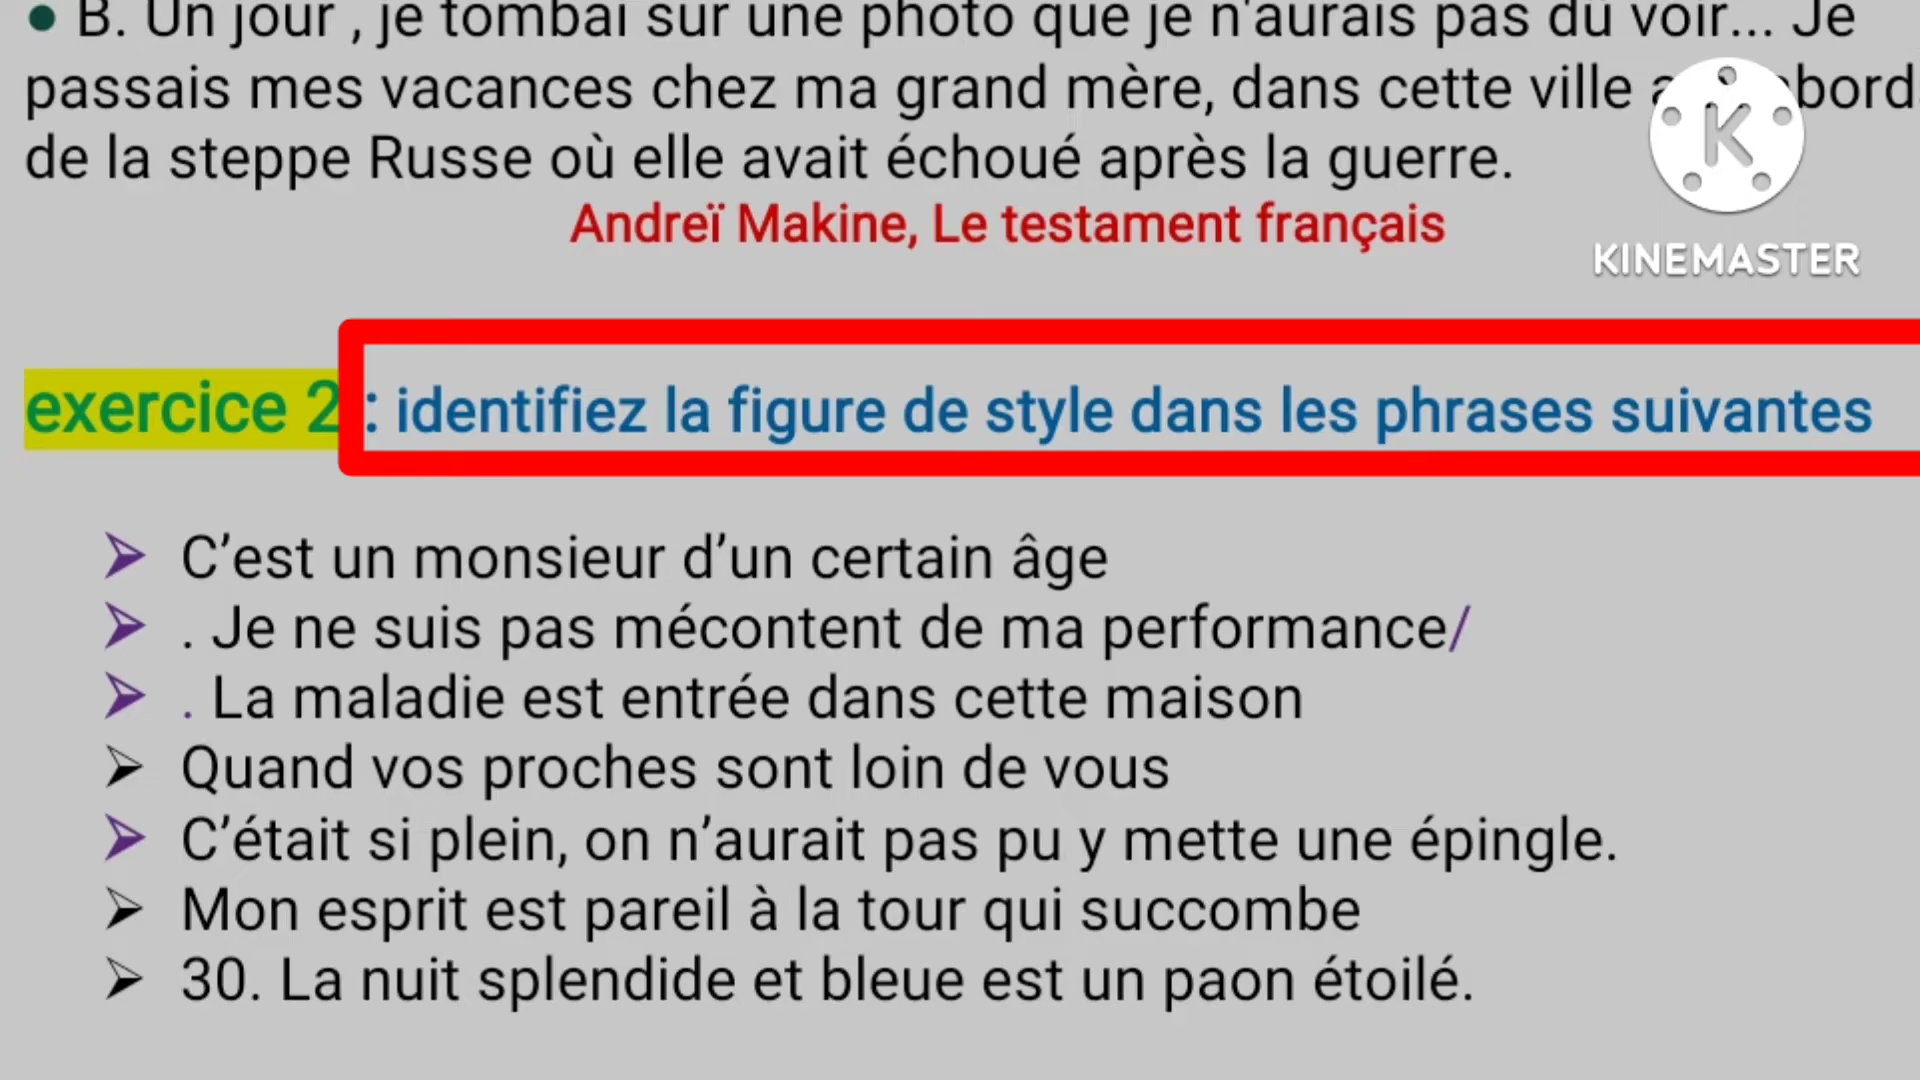 B. Un jour , je tombai sur une photo que je n'aurais pas dû voir... Je
passais mes vacances chez ma grand mère, dans cette ville
de la steppe Russe où elle avait échoué après la guerre.
Andreï Makine, Le testament français
K
KINEMASTER
exercice 2 : identifiez la figure de style dans les phrases suivantes
C’est un monsieur d’un certain âge
. Je ne suis pas mécontent de ma performance/
. La maladie est entrée dans cette maison
Quand vos proches sont loin de vous
C’était si plein, on n’aurait pas pu y mette une épingle.
Mon esprit est pareil à la tour qui succombe
30. La nuit splendide et bleue est un paon étoilé.